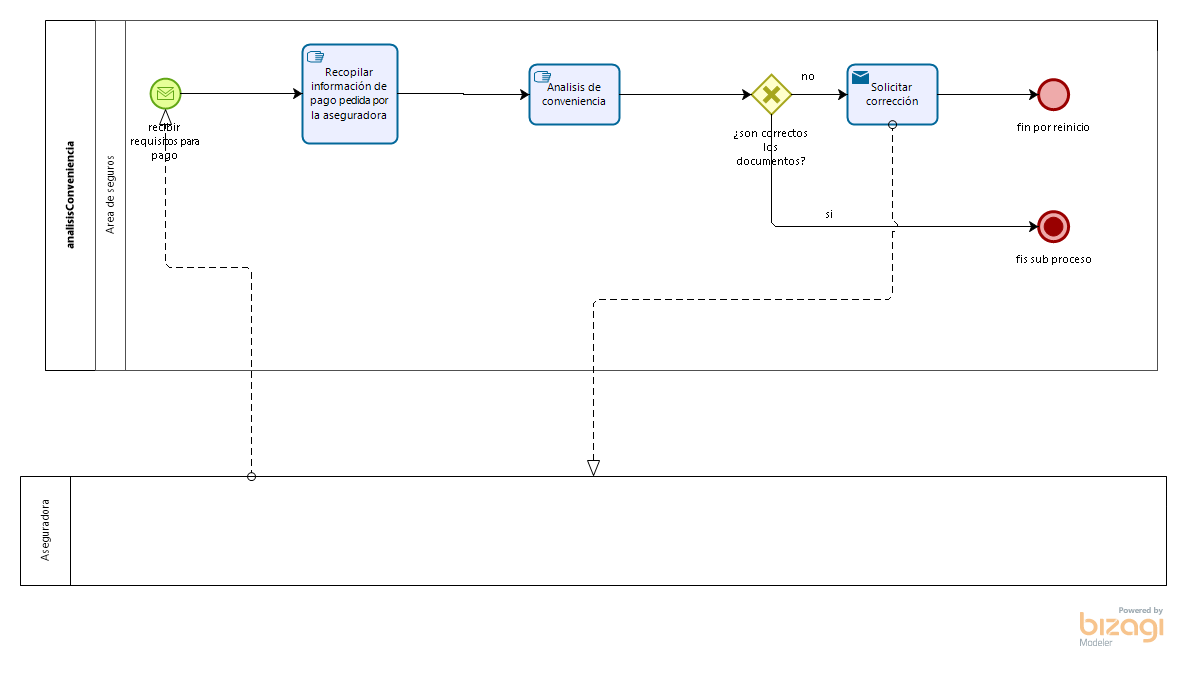 analisisConveniencia
Area de seguros
recibir
requisitos para
pago
Recopilar
información de
pago pedida por
la aseguradora
Analisis de
conveniencia
¿son correctos
los
documentos?
no
si
Solicitar
corrección
fin por reinicio
fis sub proceso
Aseguradora
Powered by
bizagi
Modeler